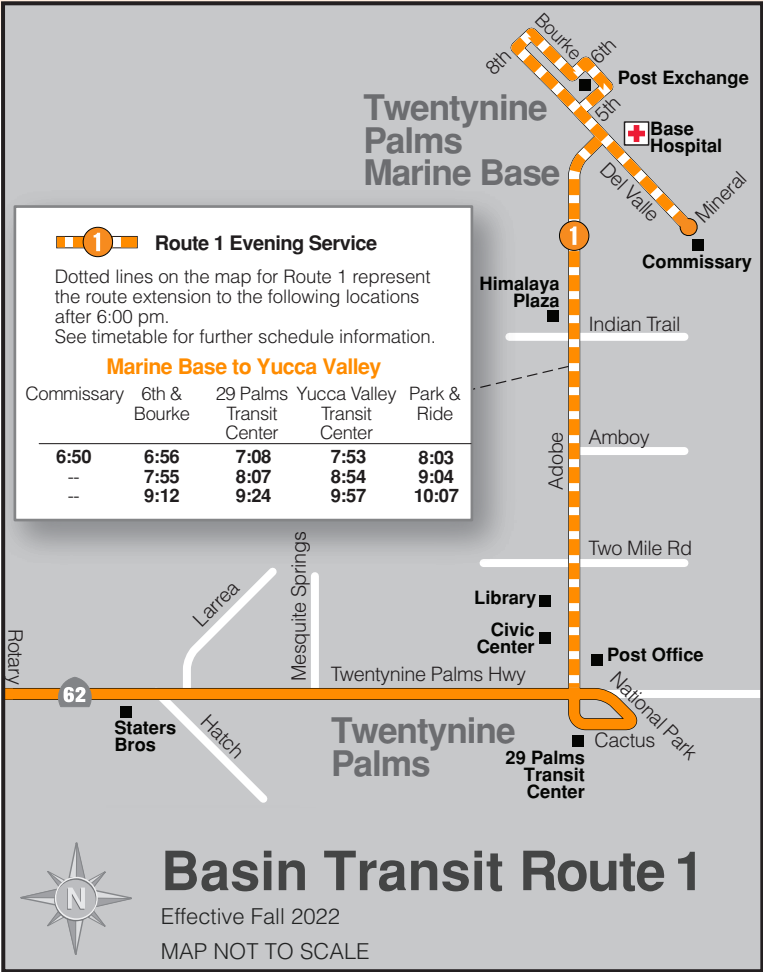 Bourke
6th
8th
Post Exchange
5th
Twentynine
Palms
Marine Base
Base
Hospital
Del Valle
Mineral
Commissary
1
1 Route 1 Evening Service
Dotted lines on the map for Route 1 represent
the route extension to the following locations
after 6:00 pm.
See timetable for further schedule information.
Marine Base to Yucca Valley
Commissary 6th & 29 Palms Yucca Valley Park &
Bourke Transit Transit Ride
Center Center
6:50 6:56 7:08 7:53 8:03
-- 7:55 8:07 8:54 9:04
-- 9:12 9:24 9:57 10:07
Himalaya
Plaza
Indian Trail
Adobe
Amboy
Two Mile Rd
Library
Civic
Center
Post Office
Larrea
Mesquite Springs
Rotary
Twentynine Palms Hwy
National Park
62
Staters
Bros
Hatch
Twentynine
Palms
Cactus
29 Palms
Transit
Center
N
Basin Transit Route 1
Effective Fall 2022
MAP NOT TO SCALE